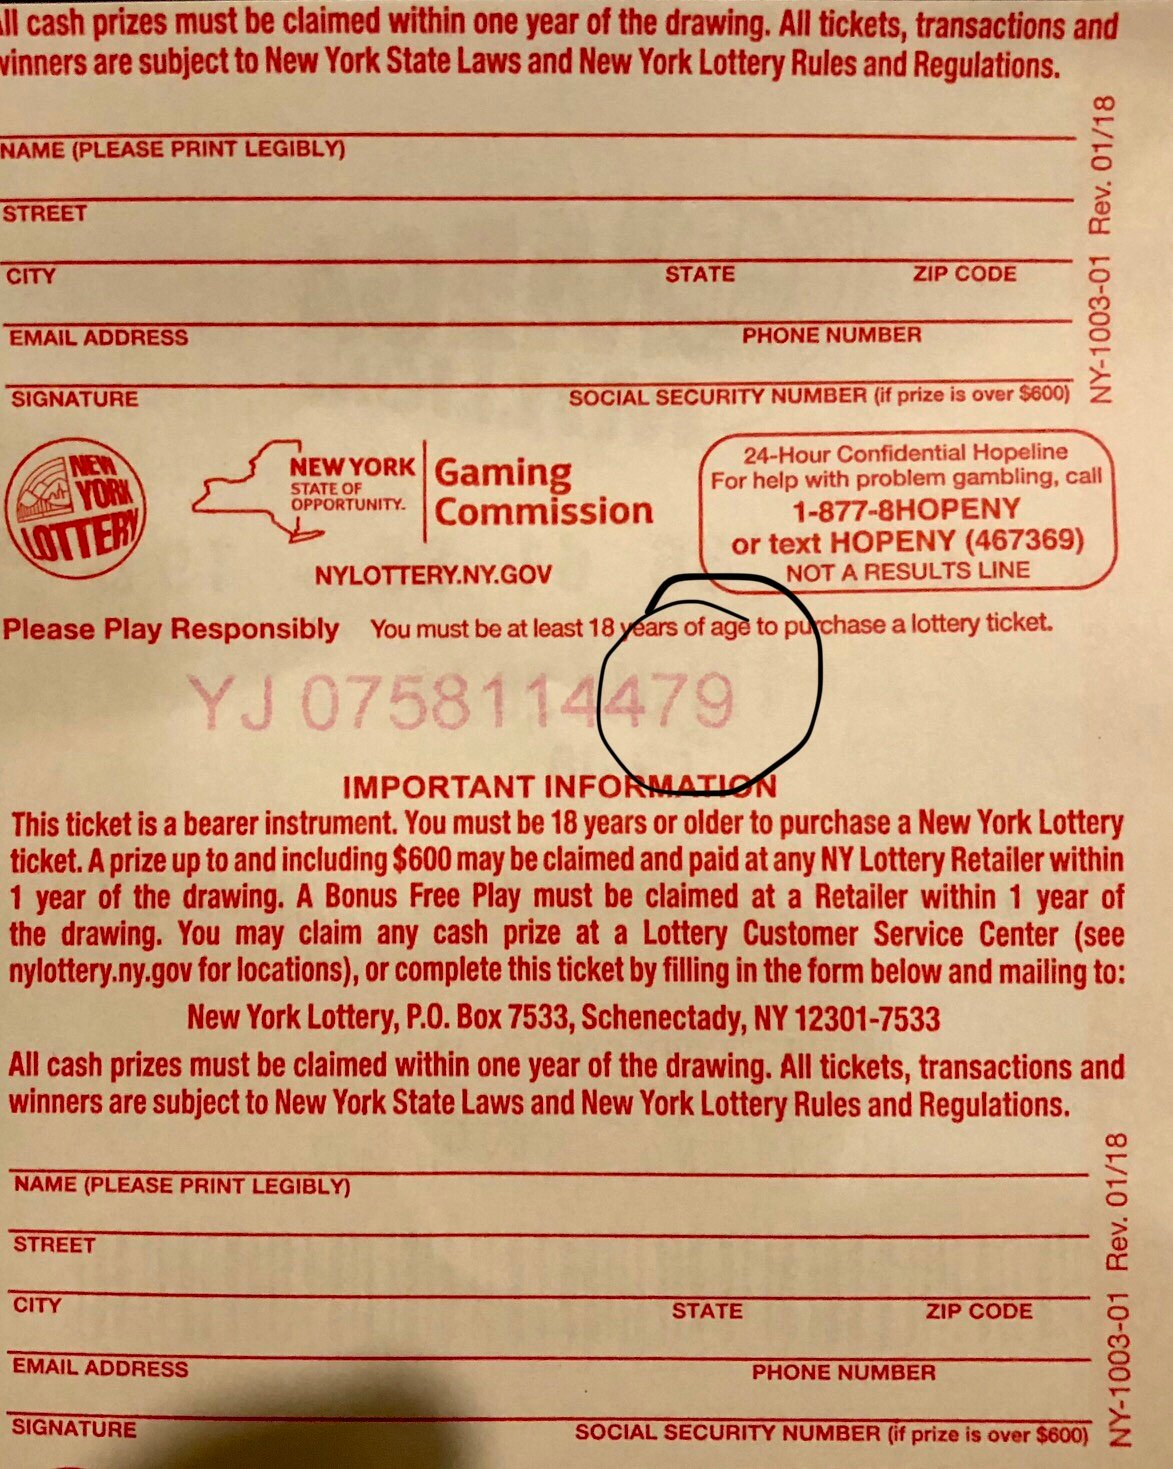 ll cash prizes must be claimed within one year of the drawing. All tickets, transactions and
winners are subject to New York State Laws and New York Lottery Rules and Regulations.
NAME (PLEASE PRINT LEGIBLY)
STREET
CITY STATE ZIP CODE
EMAIL ADDRESS PHONE NUMBER
SIGNATURE SOCIAL SECURITY NUMBER (if prize is over $600)
NY-1003-01 Rev. 01/18
NEW
YORK
LOTTERY
NEW YORK
STATE OF
OPPORTUNITY.
Gaming
Commission
NYLOTTERY.NY.GOV
24-Hour Confidential Hopeline
For help with problem gambling, call
1-877-8HOPENY
or text HOPENY (467369)
NOT A RESULTS LINE
Please Play Responsibly You must be at least 18 years of age to purchase a lottery ticket.
YJ 0758114479
IMPORTANT INFORMATION
This ticket is a bearer instrument. You must be 18 years or older to purchase a New York Lottery
ticket. A prize up to and including $600 may be claimed and paid at any NY Lottery Retailer within
1 year of the drawing. A Bonus Free Play must be claimed at a Retailer within 1 year of
the drawing. You may claim any cash prize at a Lottery Customer Service Center (see
nylottery.ny.gov for locations), or complete this ticket by filling in the form below and mailing to:
New York Lottery, P.O. Box 7533, Schenectady, NY 12301-7533
All cash prizes must be claimed within one year of the drawing. All tickets, transactions and
winners are subject to New York State Laws and New York Lottery Rules and Regulations.
NAME (PLEASE PRINT LEGIBLY)
STREET
CITY STATE ZIP CODE
EMAIL ADDRESS PHONE NUMBER
SIGNATURE SOCIAL SECURITY NUMBER (if prize is over $600)
NY-1003-01 Rev. 01/18